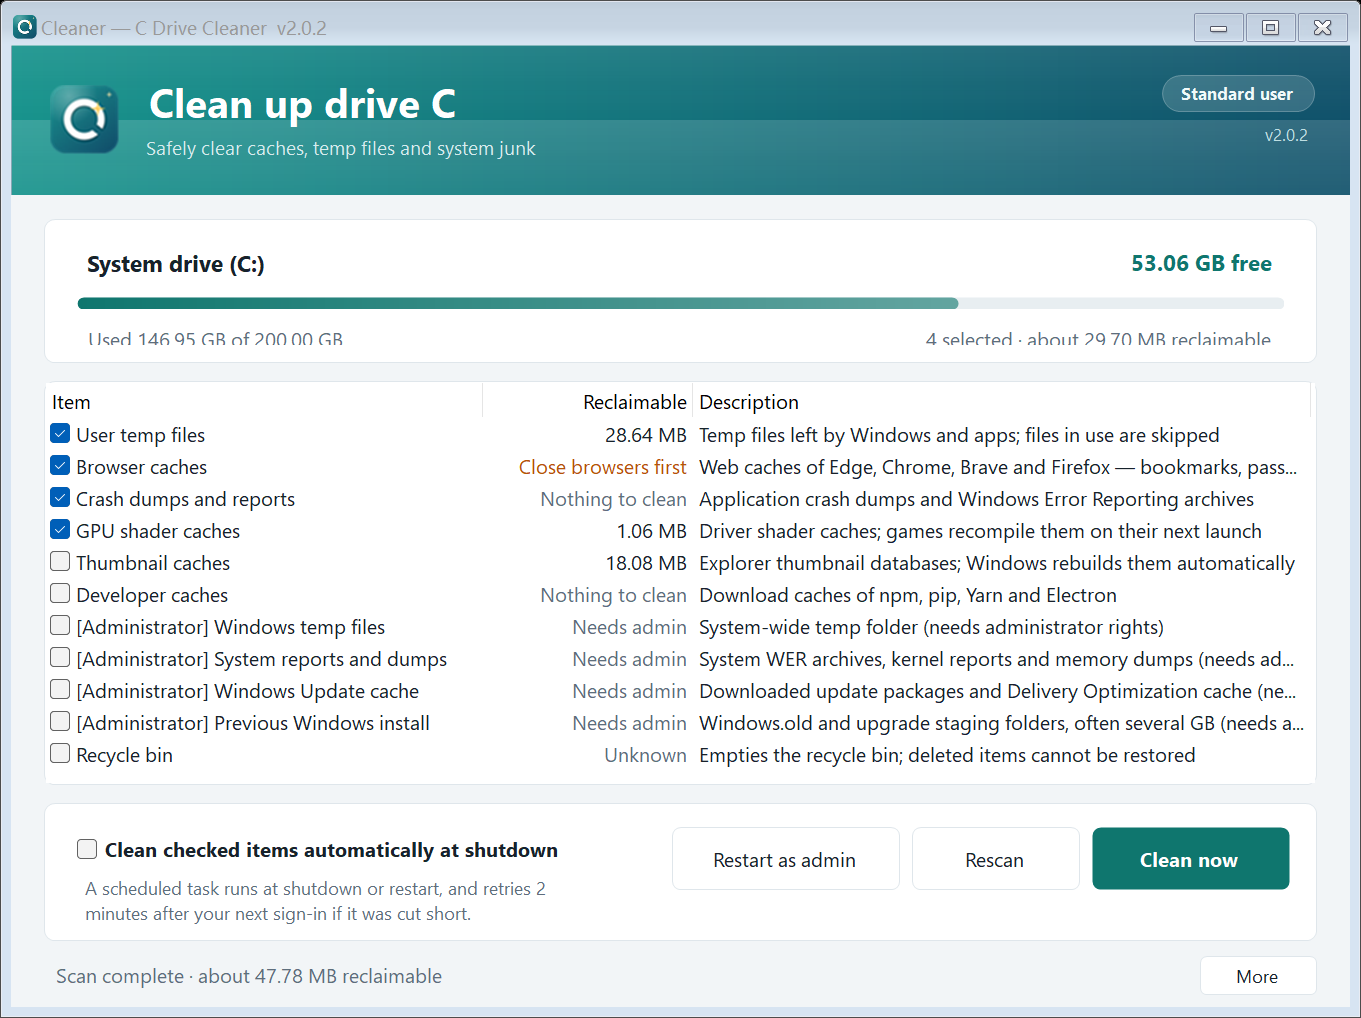 Cleaner — C Drive Cleaner v2.0.2
Clean up drive C
Standard user
Safely clear caches, temp files and system junk
v2.0.2
System drive (C:)
53.06 GB free
Used 146.95 GB of 200.00 GB
4 selected · about 29.70 MB reclaimable
Item Reclaimable Description
User temp files 28.64 MB Temp files left by Windows and apps; files in use are skipped
Browser caches Close browsers first Web caches of Edge, Chrome, Brave and Firefox — bookmarks, pass...
Crash dumps and reports Nothing to clean Application crash dumps and Windows Error Reporting archives
GPU shader caches 1.06 MB Driver shader caches; games recompile them on their next launch
Thumbnail caches 18.08 MB Explorer thumbnail databases; Windows rebuilds them automatically
Developer caches Nothing to clean Download caches of npm, pip, Yarn and Electron
[Administrator] Windows temp files Needs admin System-wide temp folder (needs administrator rights)
[Administrator] System reports and dumps Needs admin System WER archives, kernel reports and memory dumps (needs ad...
[Administrator] Windows Update cache Needs admin Downloaded update packages and Delivery Optimization cache (ne...
[Administrator] Previous Windows install Needs admin Windows.old and upgrade staging folders, often several GB (needs a...
Recycle bin Unknown Empties the recycle bin; deleted items cannot be restored
Clean checked items automatically at shutdown
A scheduled task runs at shutdown or restart, and retries 2
minutes after your next sign-in if it was cut short.
Restart as admin
Rescan
Clean now
Scan complete · about 47.78 MB reclaimable
More